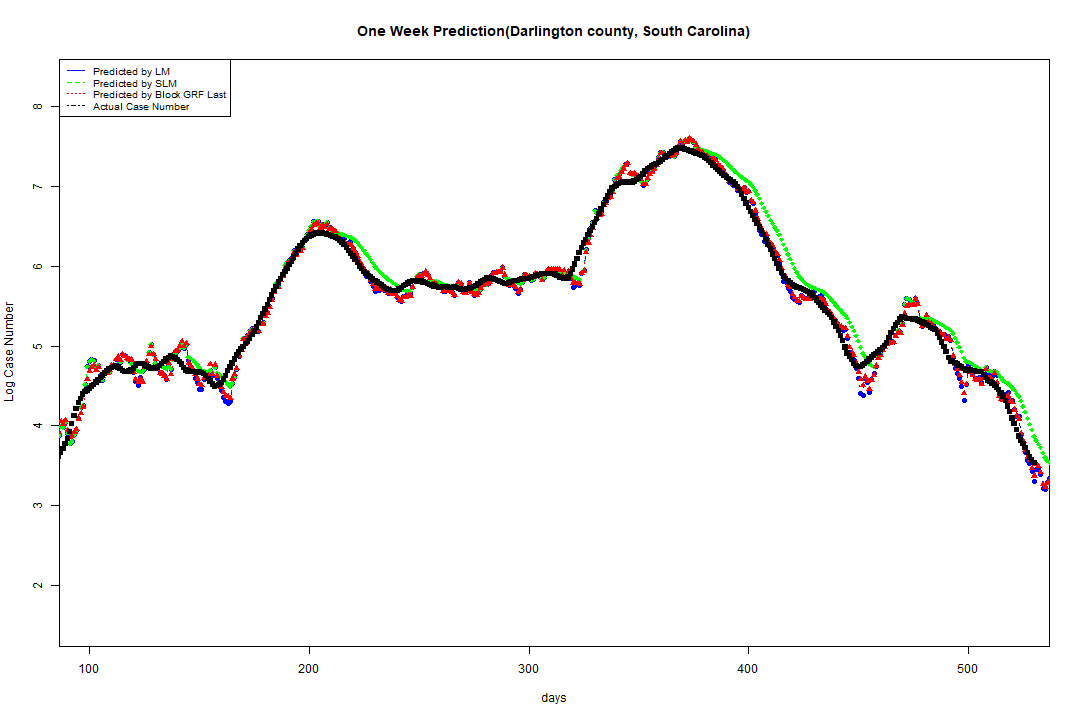 One Week Prediction(Darlington county, South Carolina)
Predicted by LM
Predicted by SLM
Predicted by Block GRF Last
Actual Case Number
8
7
6
5
4
3
2
Log Case Number
100 200 300 400 500
days